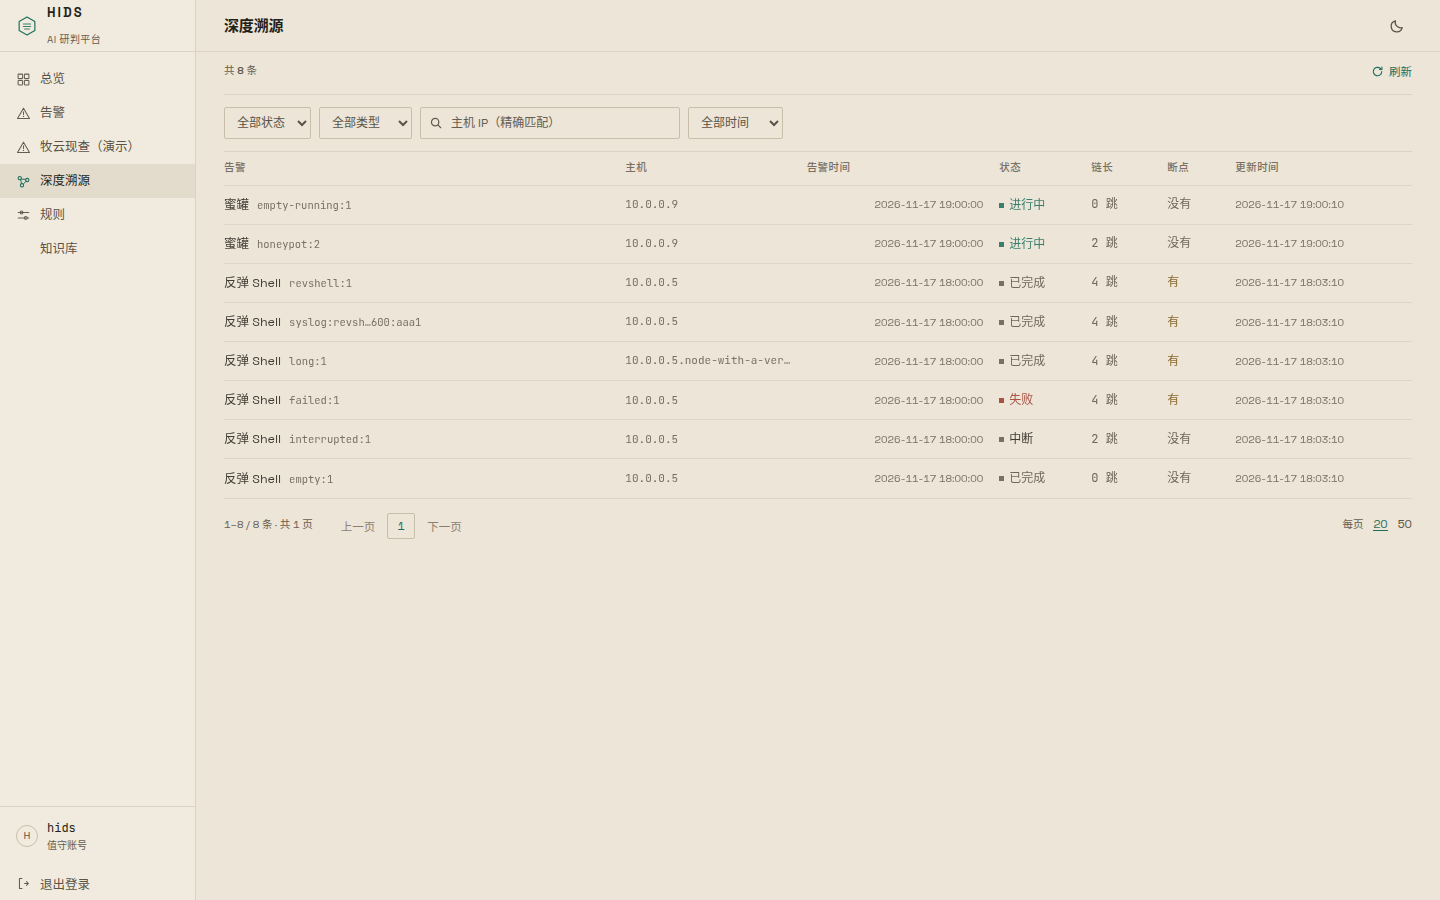 HIDS
AI 研判平台
总览
告警
牧云现查（演示）
深度溯源
规则
知识库
H
hids
值守账号
退出登录
深度溯源
共 8 条
刷新
全部状态 全部类型 主机 IP（精确匹配） 全部时间
告警 主机 告警时间 状态 链长 断点 更新时间
蜜罐 empty-running:1 10.0.0.9 2026-11-17 19:00:00 进行中 0 跳 没有 2026-11-17 19:00:10
蜜罐 honeypot:2 10.0.0.9 2026-11-17 19:00:00 进行中 2 跳 没有 2026-11-17 19:00:10
反弹 Shell revshell:1 10.0.0.5 2026-11-17 18:00:00 已完成 4 跳 有 2026-11-17 18:03:10
反弹 Shell syslog:revsh…600:aaa1 10.0.0.5 2026-11-17 18:00:00 已完成 4 跳 有 2026-11-17 18:03:10
反弹 Shell long:1 10.0.0.5.node-with-a-ver… 2026-11-17 18:00:00 已完成 4 跳 有 2026-11-17 18:03:10
反弹 Shell failed:1 10.0.0.5 2026-11-17 18:00:00 失败 4 跳 有 2026-11-17 18:03:10
反弹 Shell interrupted:1 10.0.0.5 2026-11-17 18:00:00 中断 2 跳 没有 2026-11-17 18:03:10
反弹 Shell empty:1 10.0.0.5 2026-11-17 18:00:00 已完成 0 跳 没有 2026-11-17 18:03:10
1–8 / 8 条 · 共 1 页 上一页 1 下一页 每页 20 50